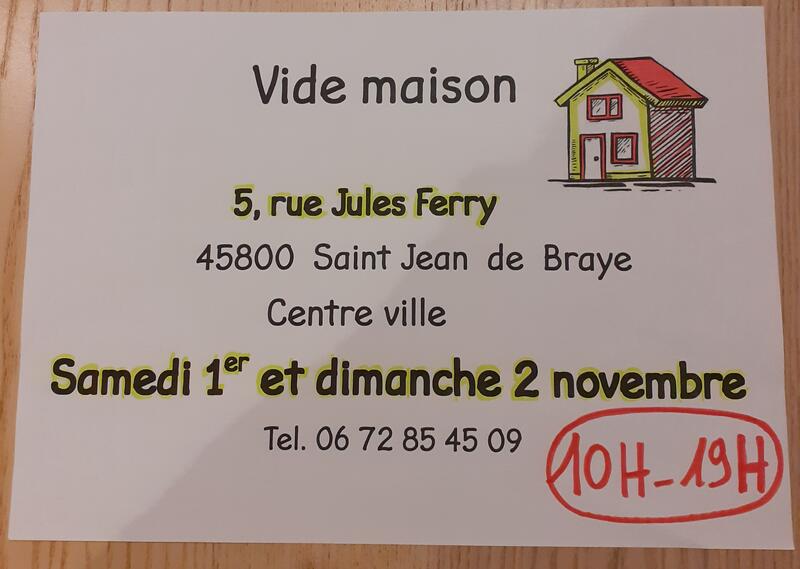 Vide maison
5, rue Jules Ferry
45800 Saint Jean de Braye
Centre ville
Samedi 1er et dimanche 2 novembre
Tel. 06 72 85 45 09
10H-19H